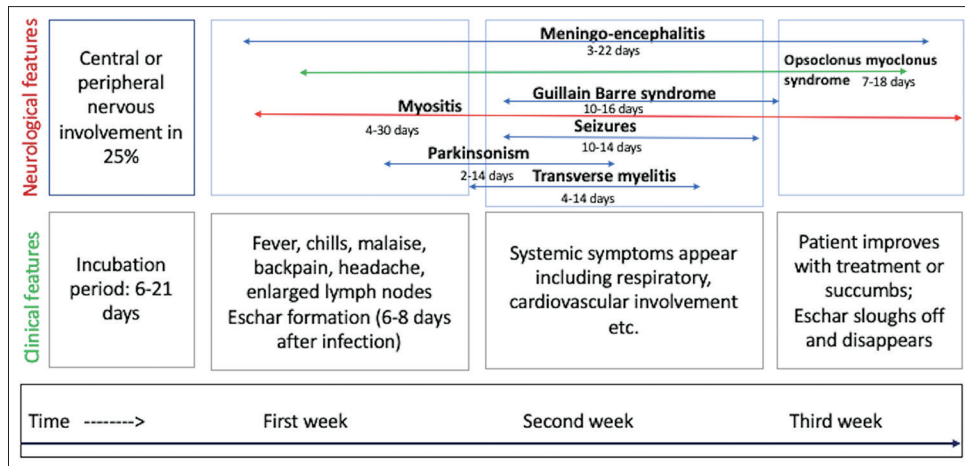 Neurological features
Central or
peripheral
nervous
involvement in
25%
Meningo-encephalitis
3-22 days
Opsoclonus myoclonus
syndrome 7-18 days
Guillain Barre syndrome
10-16 days
Myositis
4-30 days
Seizures
10-14 days
Parkinsonism
2-14 days
Transverse myelitis
4-14 days
Clinical features
Incubation
period: 6-21
days
Fever, chills, malaise,
backpain, headache,
enlarged lymph nodes
Eschar formation (6-8 days
after infection)
Systemic symptoms appear
including respiratory,
cardiovascular involvement
etc.
Patient improves
with treatment or
succumbs;
Eschar sloughs off
and disappears
Time -------->
First week
Second week
Third week